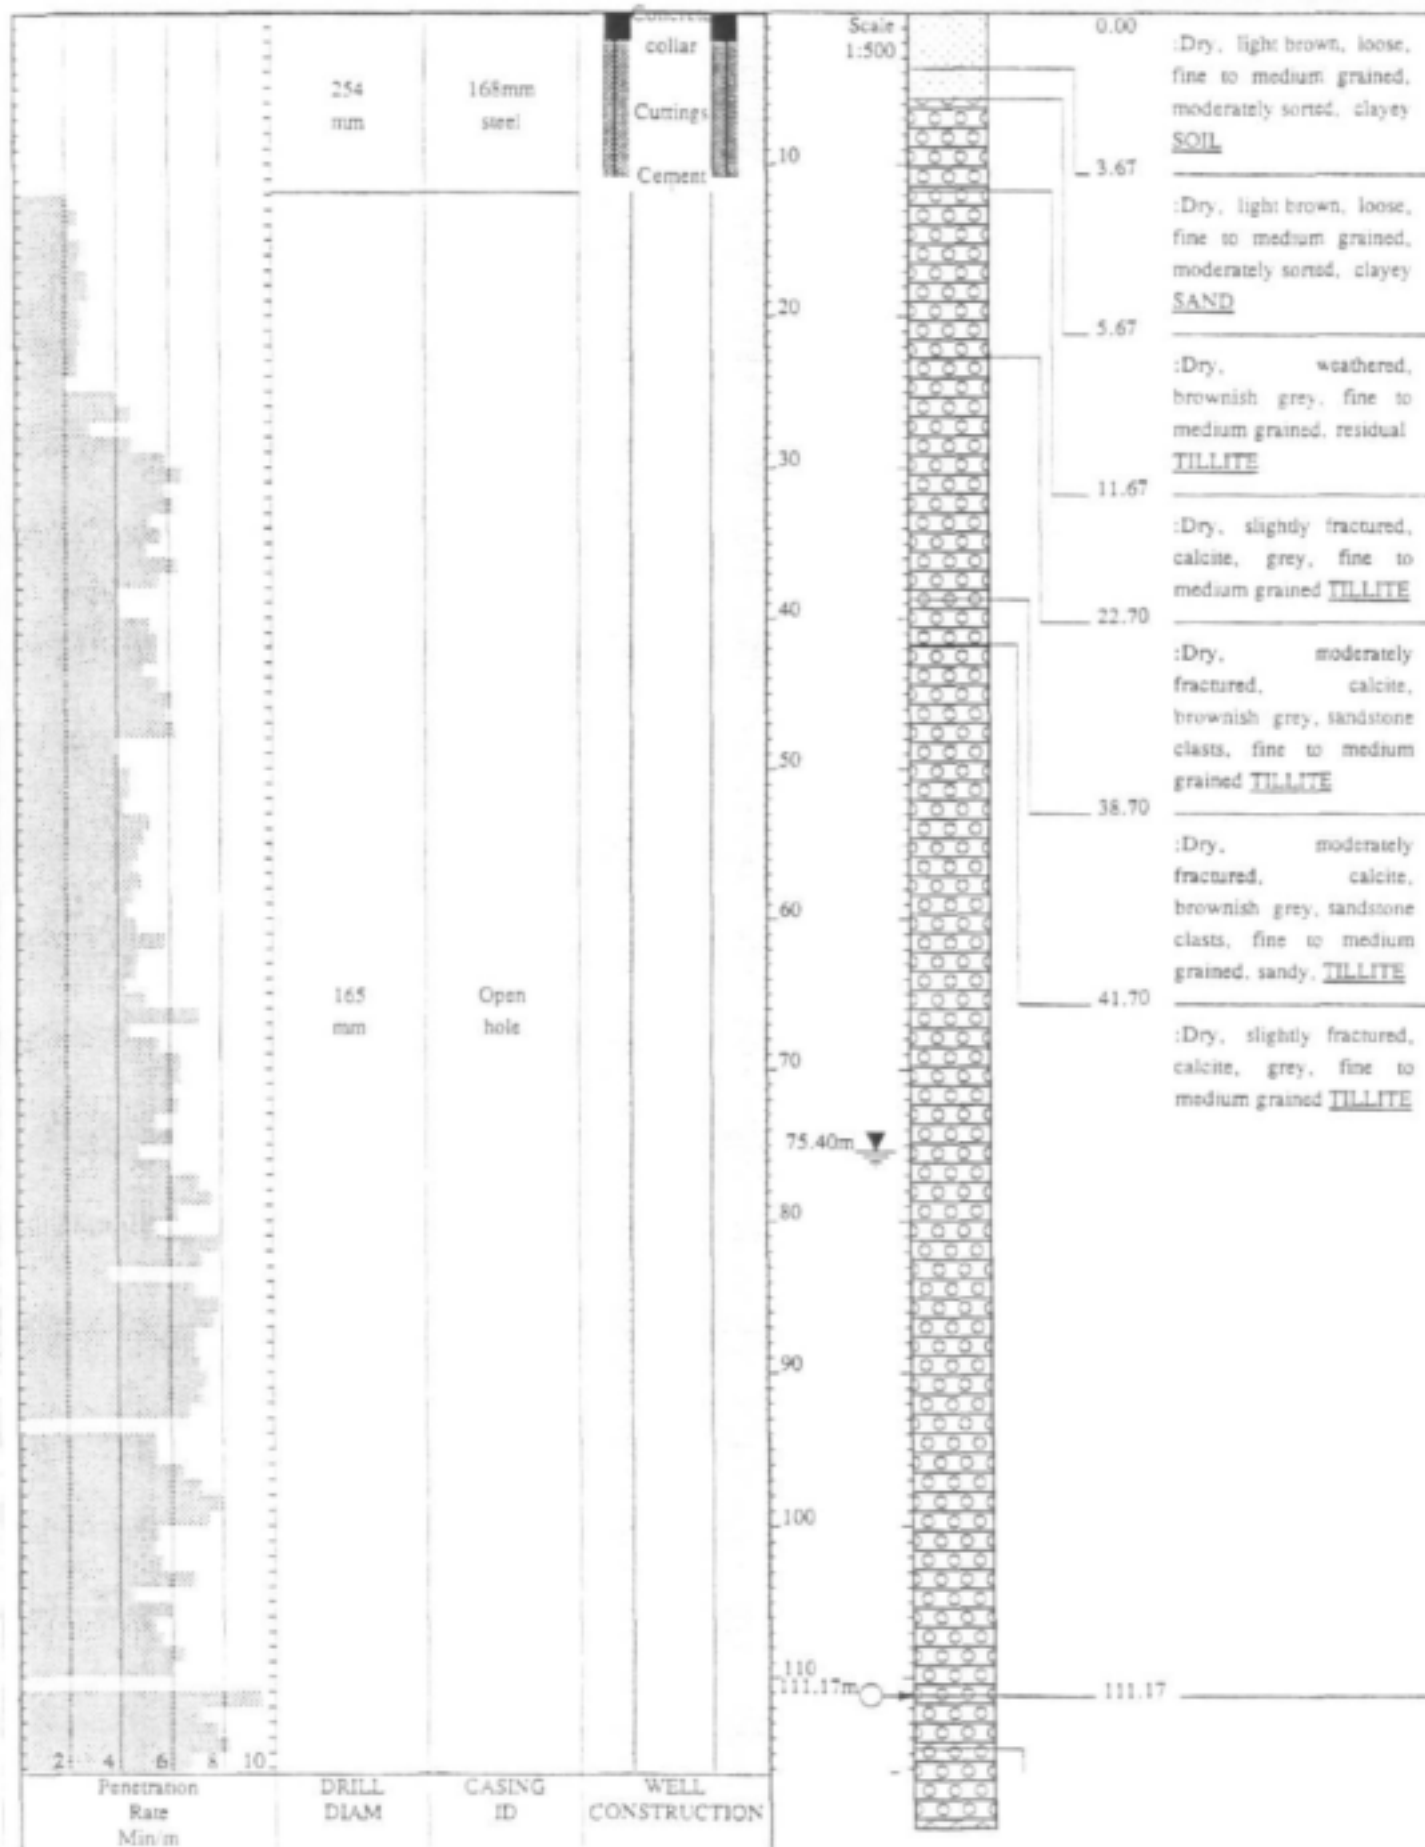 Concrete
collar
254
mm
168mm
steel
Cuttings
Cement
165
mm
Open
hole
Scale
1:500
10
20
30
40
50
60
70
75.40m
80
90
100
110
111.17m
0.00
:Dry, light brown, loose,
fine to medium grained,
moderately sorted, clayey
SOIL
3.67
:Dry, light brown, loose,
fine to medium grained,
moderately sorted, clayey
SAND
5.67
:Dry, weathered,
brownish grey, fine to
medium grained, residual
TILLITE
11.67
:Dry, slightly fractured,
calcite, grey, fine to
medium grained TILLITE
22.70
:Dry, moderately
fractured, calcite,
brownish grey, sandstone
clasts, fine to medium
grained TILLITE
38.70
:Dry, moderately
fractured, calcite,
brownish grey, sandstone
clasts, fine to medium
grained, sandy, TILLITE
41.70
:Dry, slightly fractured,
calcite, grey, fine to
medium grained TILLITE
111.17
2 4 6 8 10
Penetration
Rate
Min/m
DRILL
DIAM
CASING
ID
WELL
CONSTRUCTION